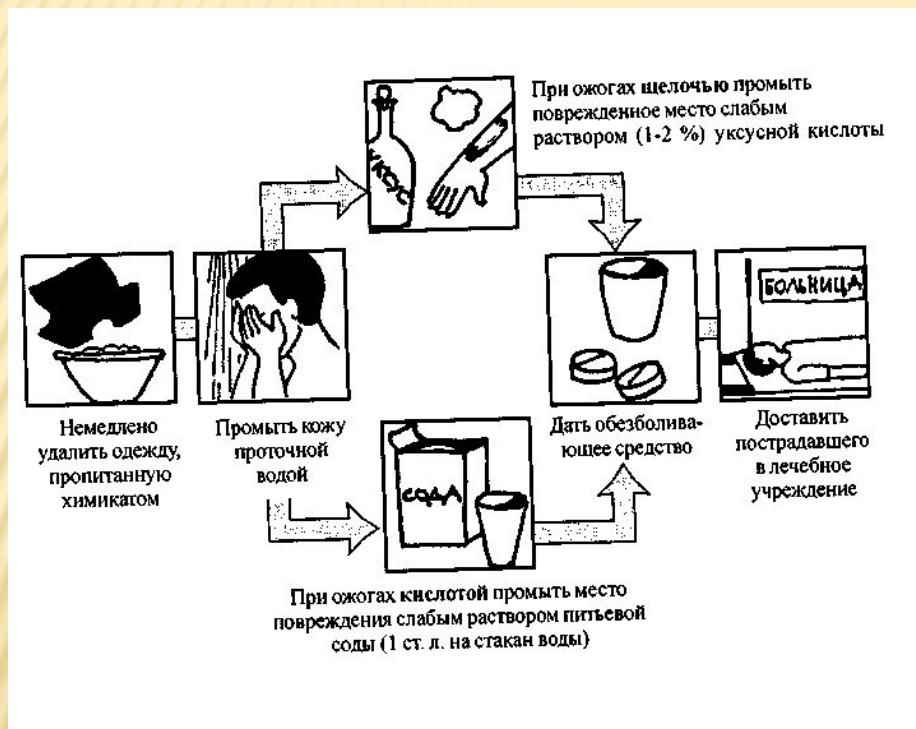 При ожогах щелочью промыть
поврежденное место слабым
раствором (1-2 %) уксусной кислоты
УКСУС
БОЛЬНИЦА
Немедлено
удалить одежду,
пропитанную
химикатом
Промыть кожу
проточной
водой
СОДА
Дать обезболива-
ющее средство
Доставить
пострадавшего
в лечебное
учреждение
При ожогах кислотой промыть место
повреждения слабым раствором питьевой
соды (1 ст. л. на стакан воды)